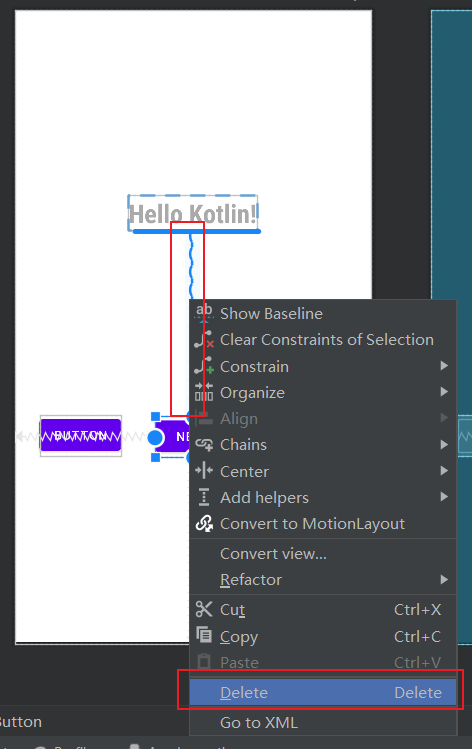 Hello Kotlin!
Show Baseline
Clear Constraints of Selection
Constrain
Organize
Align
Chains
Center
Add helpers
Convert to MotionLayout
Convert view...
Refactor
Cut Ctrl+X
Copy Ctrl+C
Paste Ctrl+V
Delete Delete
Go to XML
BUTTON
NE
Button